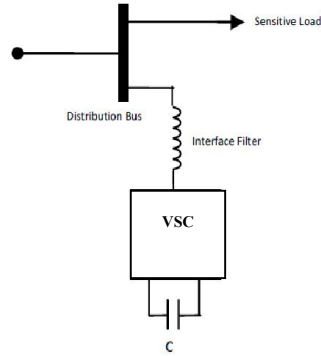 Sensitive Load
Distribution Bus
Interface Filter
VSC
C